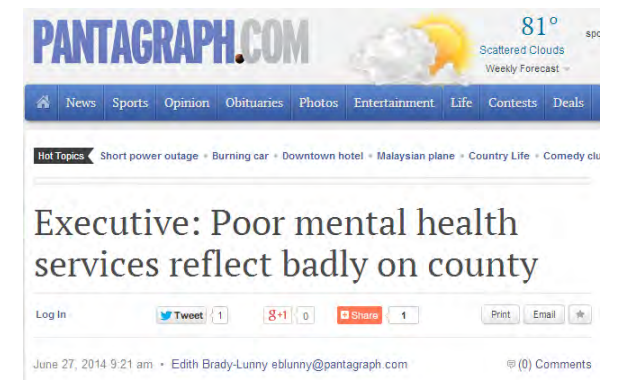 PANTAGRAPH.COM
81°
Scattered Clouds
Weekly Forecast
News Sports Opinion Obituaries Photos Entertainment Life Contests Deals
Hot Topics Short power outage • Burning car • Downtown hotel • Malaysian plane • Country Life • Comedy
Executive: Poor mental health
services reflect badly on county
Log In Tweet 1 g+1 0 Share 1 Print Email
June 27, 2014 9:21 am • Edith Brady-Lunny eblunny@pantagraph.com (0) Comments